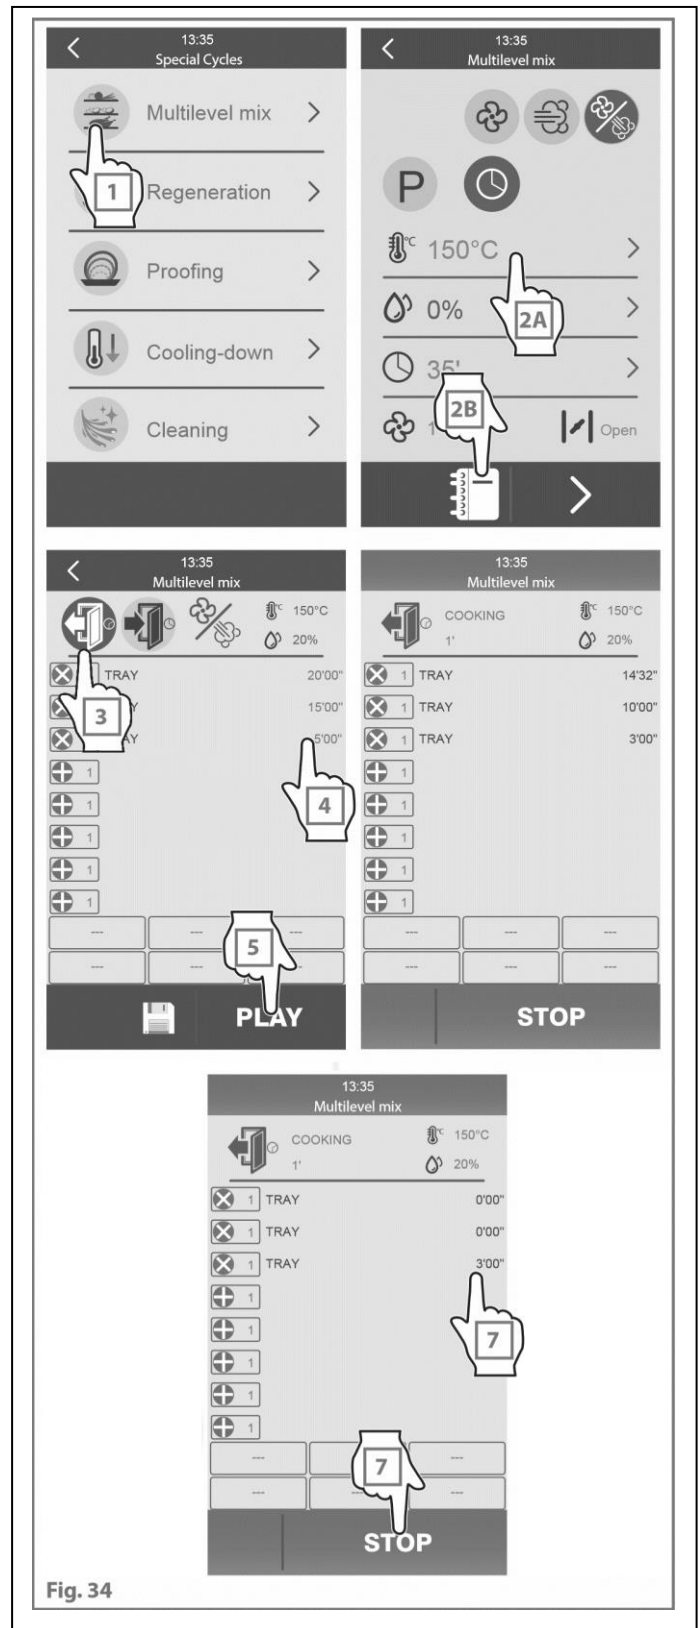 13:35
Special Cycles
Multilevel mix
1
Regeneration
Proofing
Cooling-down
Cleaning
13:35
Multilevel mix
P
°C
150°C
0%
2A
35'
2B
1
Open
13:35
Multilevel mix
°C 150°C
20%
TRAY 20'00"
15'00"
3
AY 5'00"
4
1
1
1
1
1
--- --- ---
5
--- --- ---
PLAY
13:35
Multilevel mix
COOKING
1'
°C 150°C
20%
1 TRAY 14'32"
1 TRAY 10'00"
1 TRAY 3'00"
1
1
1
1
1
--- --- ---
--- --- ---
STOP
13:35
Multilevel mix
COOKING
1'
°C 150°C
20%
1 TRAY 0'00"
1 TRAY 0'00"
1 TRAY 3'00"
1
1
7
1
1
1
--- ---
7
--- --- ---
STOP
Fig. 34